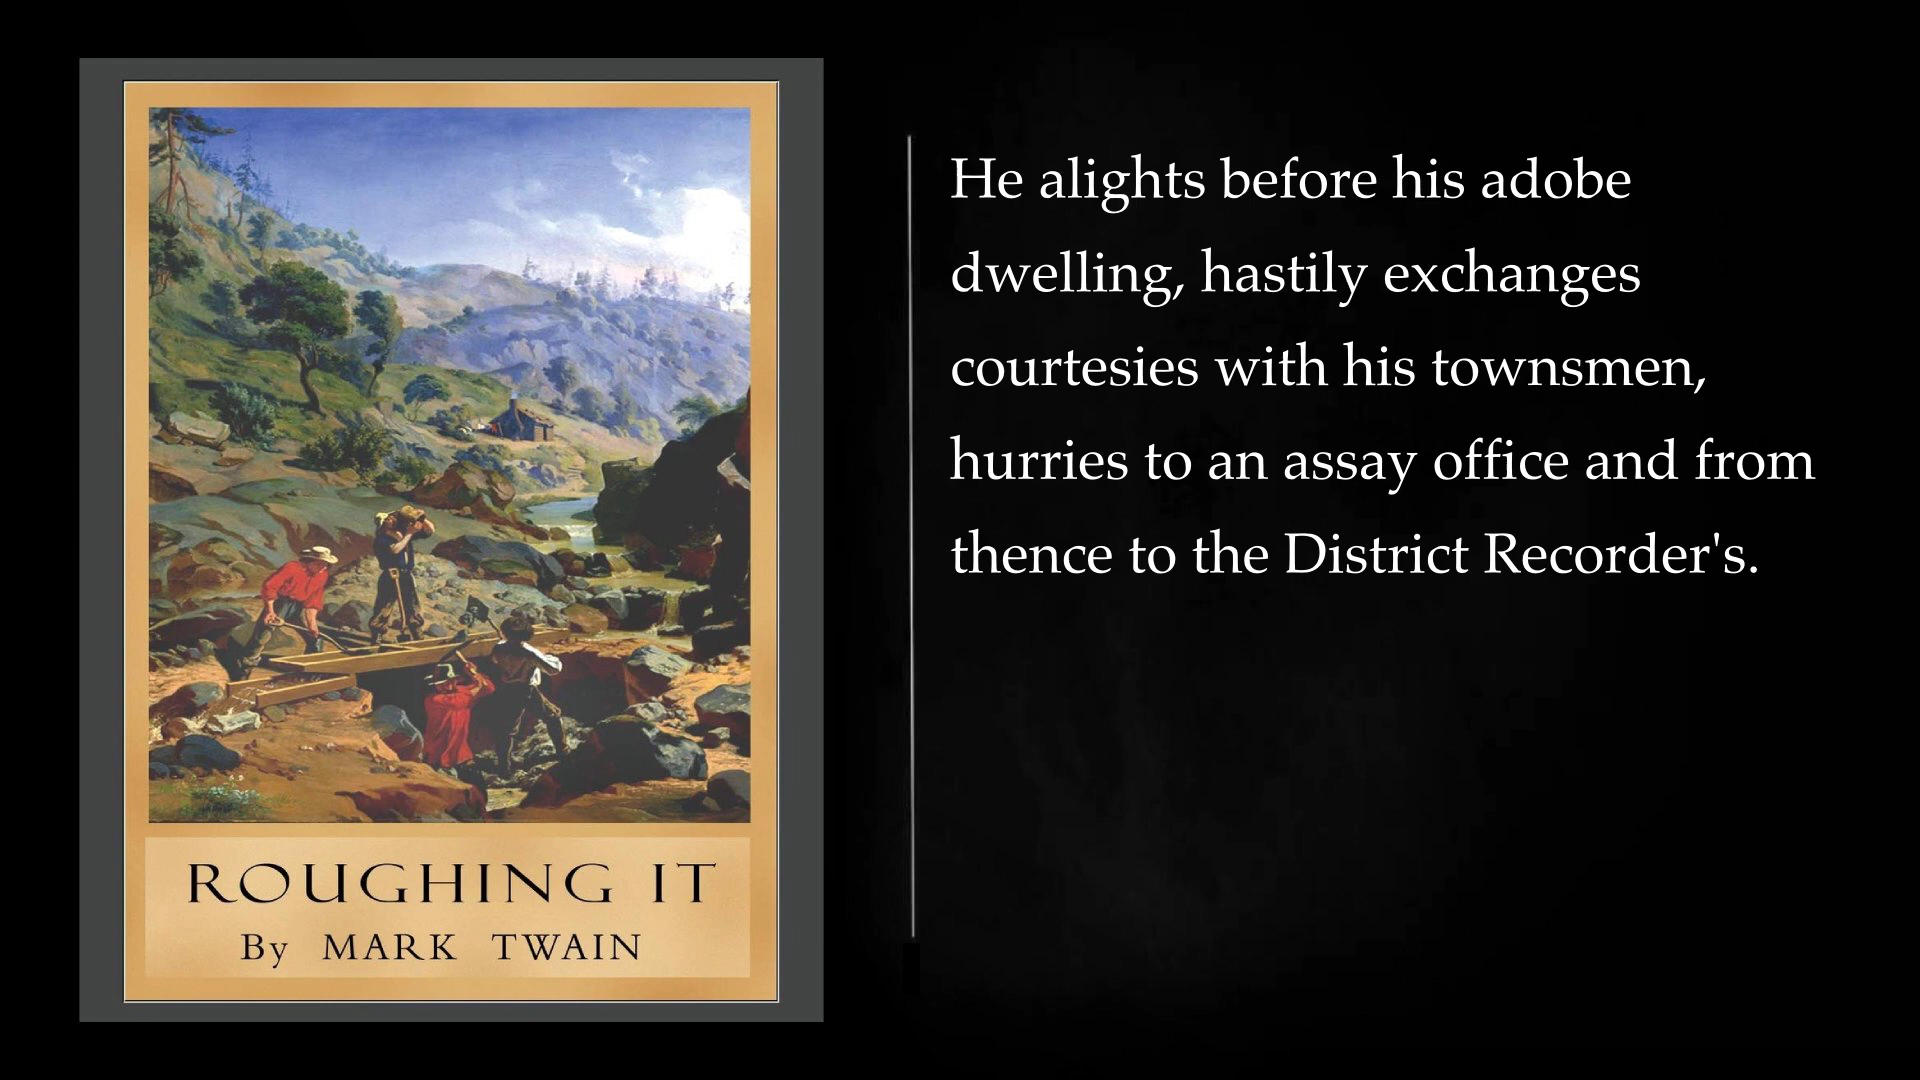 ROUGHING IT
By MARK TWAIN
He alights before his adobe
dwelling, hastily exchanges
courtesies with his townsmen,
hurries to an assay office and from
thence to the District Recorder's.